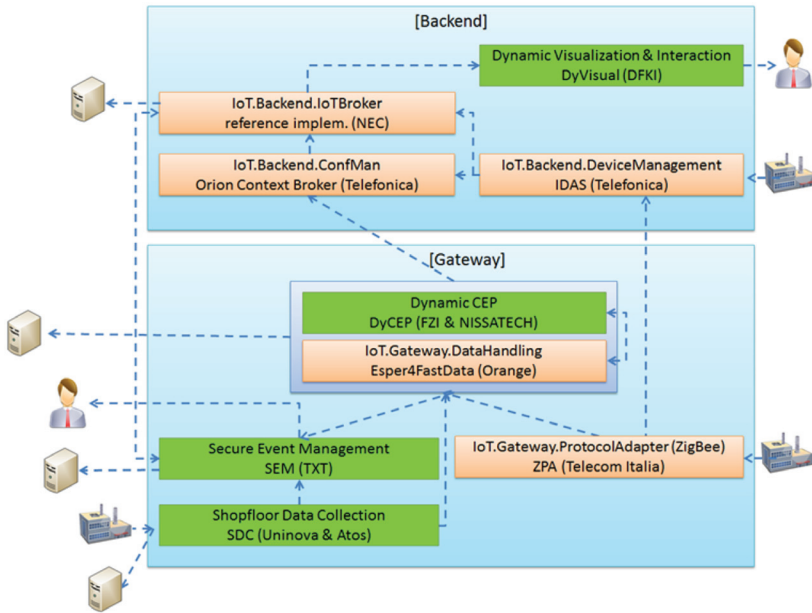 [Backend]
Dynamic Visualization & Interaction
DyVisual (DFKI)
IoT.Backend.IoTBroker
reference implem. (NEC)
IoT.Backend.ConfMan
Orion Context Broker (Telefonica)
IoT.Backend.DeviceManagement
IDAS (Telefonica)
[Gateway]
Dynamic CEP
DyCEP (FZI & NISSATECH)
IoT.Gateway.DataHandling
Esper4FastData (Orange)
Secure Event Management
SEM (TXT)
IoT.Gateway.ProtocolAdapter (ZigBee)
ZPA (Telecom Italia)
Shopfloor Data Collection
SDC (Uninova & Atos)